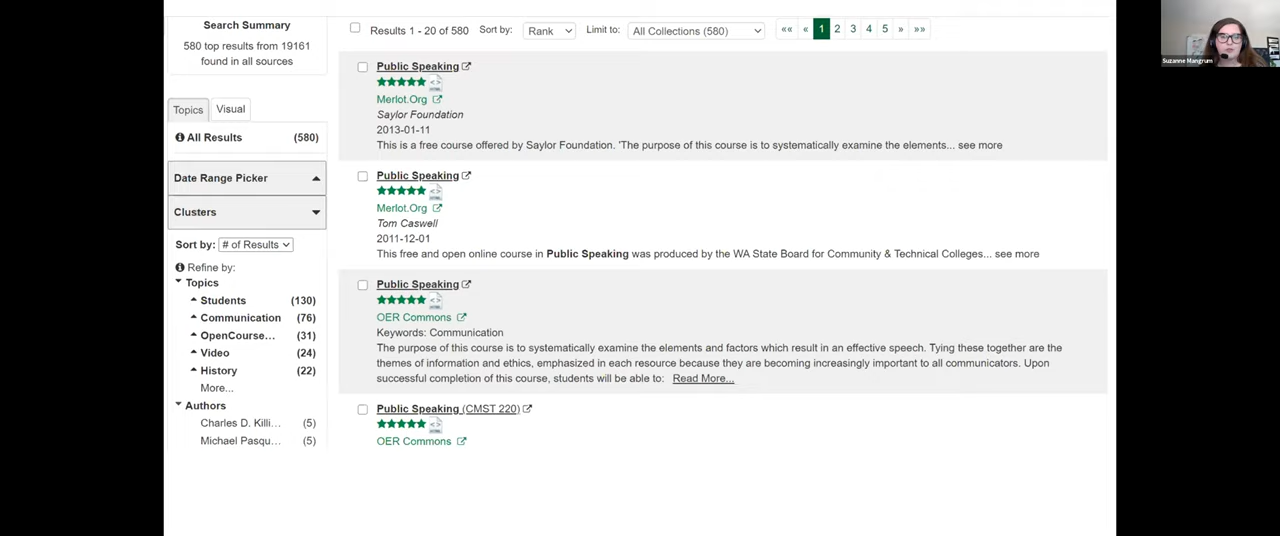 Search Summary
580 top results from 19161
found in all sources
Topics
Visual
All Results (580)
Date Range Picker
Clusters
Sort by: # of Results
Refine by:
Topics
Students (130)
Communication (76)
OpenCourse... (31)
Video (24)
History (22)
More...
Authors
Charles D. Killi... (5)
Michael Pasqu... (5)
Results 1 - 20 of 580 Sort by: Rank Limit to: All Collections (580) «« « 1 2 3 4 5 » »»
Public Speaking
Merlot.Org
Saylor Foundation
2013-01-11
This is a free course offered by Saylor Foundation. 'The purpose of this course is to systematically examine the elements... see more
Public Speaking
Merlot.Org
Tom Caswell
2011-12-01
This free and open online course in Public Speaking was produced by the WA State Board for Community & Technical Colleges... see more
Public Speaking
OER Commons
Keywords: Communication
The purpose of this course is to systematically examine the elements and factors which result in an effective speech. Tying these together are the
themes of information and ethics, emphasized in each resource because they are becoming increasingly important to all communicators. Upon
successful completion of this course, students will be able to: Read More...
Public Speaking (CMST 220)
OER Commons
Suzanne Mangrum